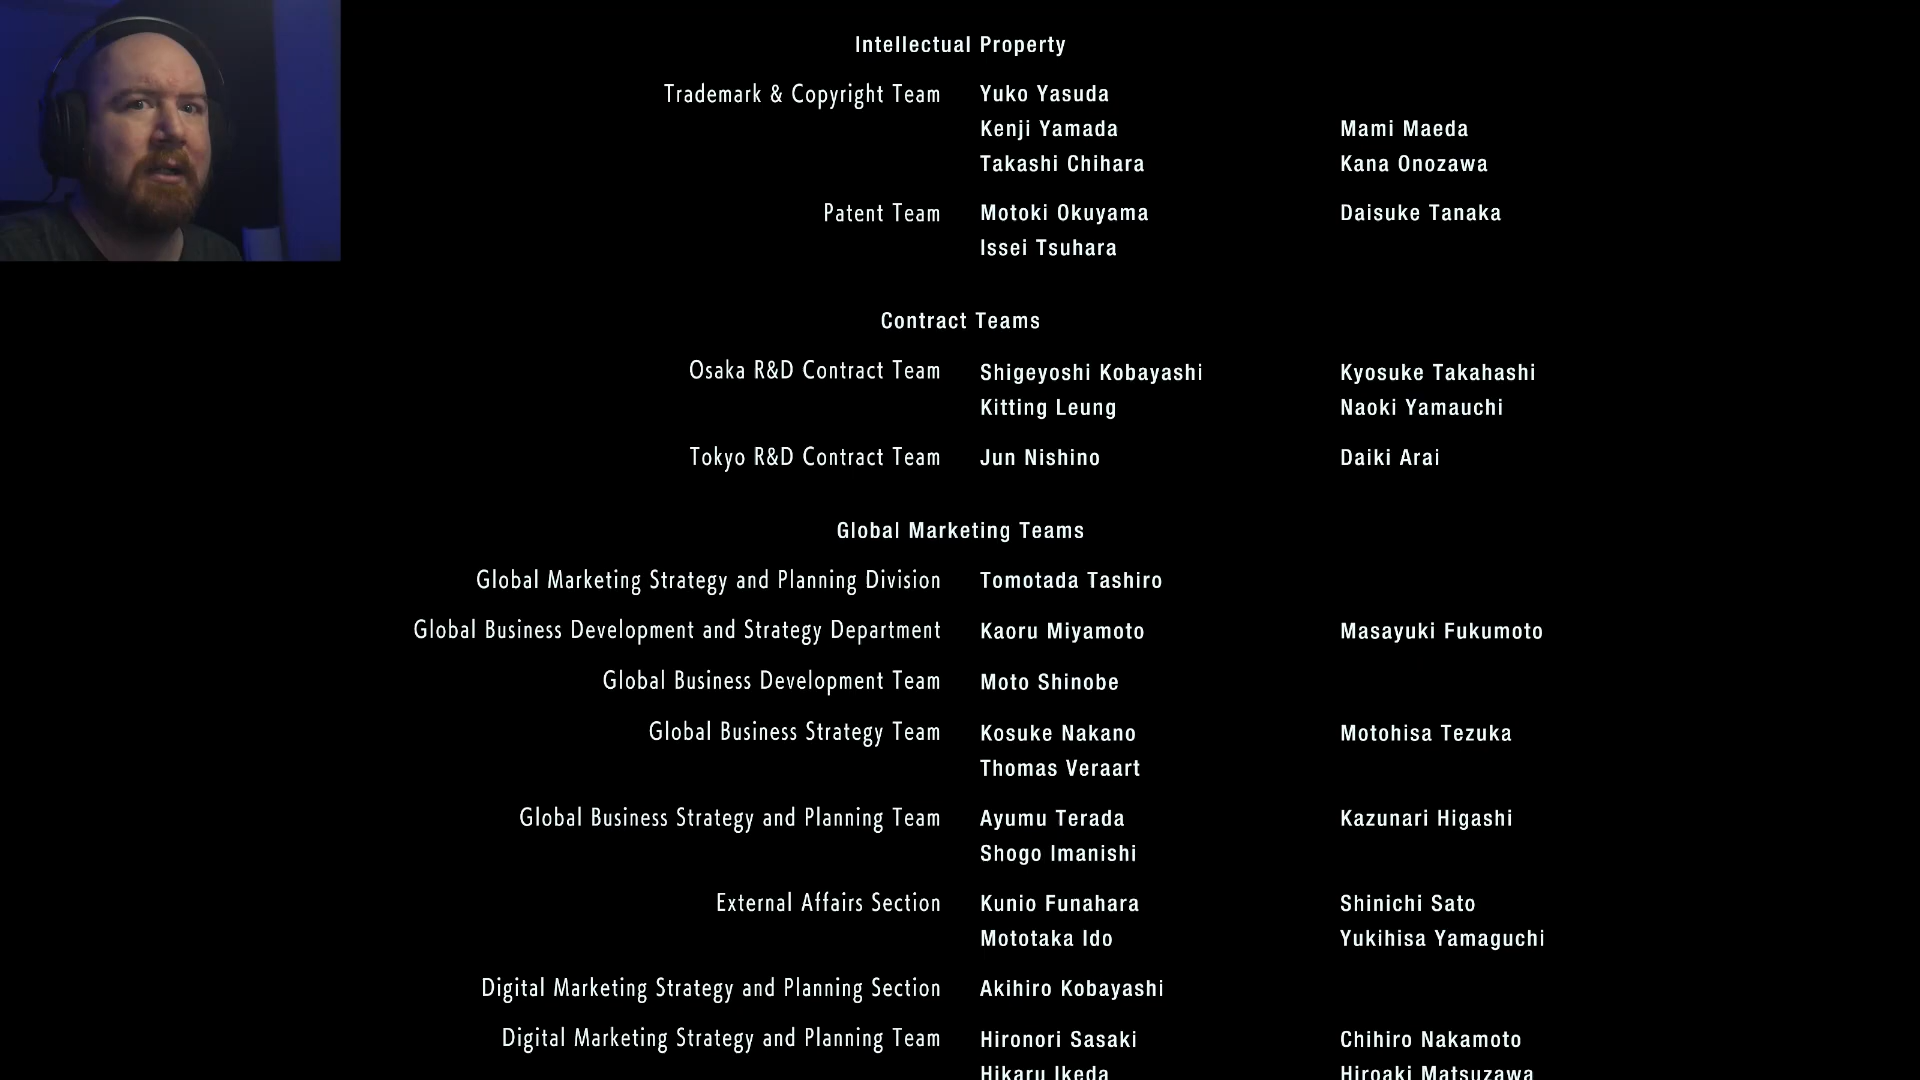 Intellectual Property
Trademark & Copyright Team Yuko Yasuda
Kenji Yamada Mami Maeda
Takashi Chihara Kana Onozawa
Patent Team Motoki Okuyama Daisuke Tanaka
Issei Tsuhara
Contract Teams
Osaka R&D Contract Team Shigeyoshi Kobayashi Kyosuke Takahashi
Kitting Leung Naoki Yamauchi
Tokyo R&D Contract Team Jun Nishino Daiki Arai
Global Marketing Teams
Global Marketing Strategy and Planning Division Tomotada Tashiro
Global Business Development and Strategy Department Kaoru Miyamoto Masayuki Fukumoto
Global Business Development Team Moto Shinobe
Global Business Strategy Team Kosuke Nakano Motohisa Tezuka
Thomas Veraart
Global Business Strategy and Planning Team Ayumu Terada Kazunari Higashi
Shogo Imanishi
External Affairs Section Kunio Funahara Shinichi Sato
Mototaka Ido Yukihisa Yamaguchi
Digital Marketing Strategy and Planning Section Akihiro Kobayashi
Digital Marketing Strategy and Planning Team Hironori Sasaki Chihiro Nakamoto
Hikaru Ikeda Hiroaki Matsuzawa